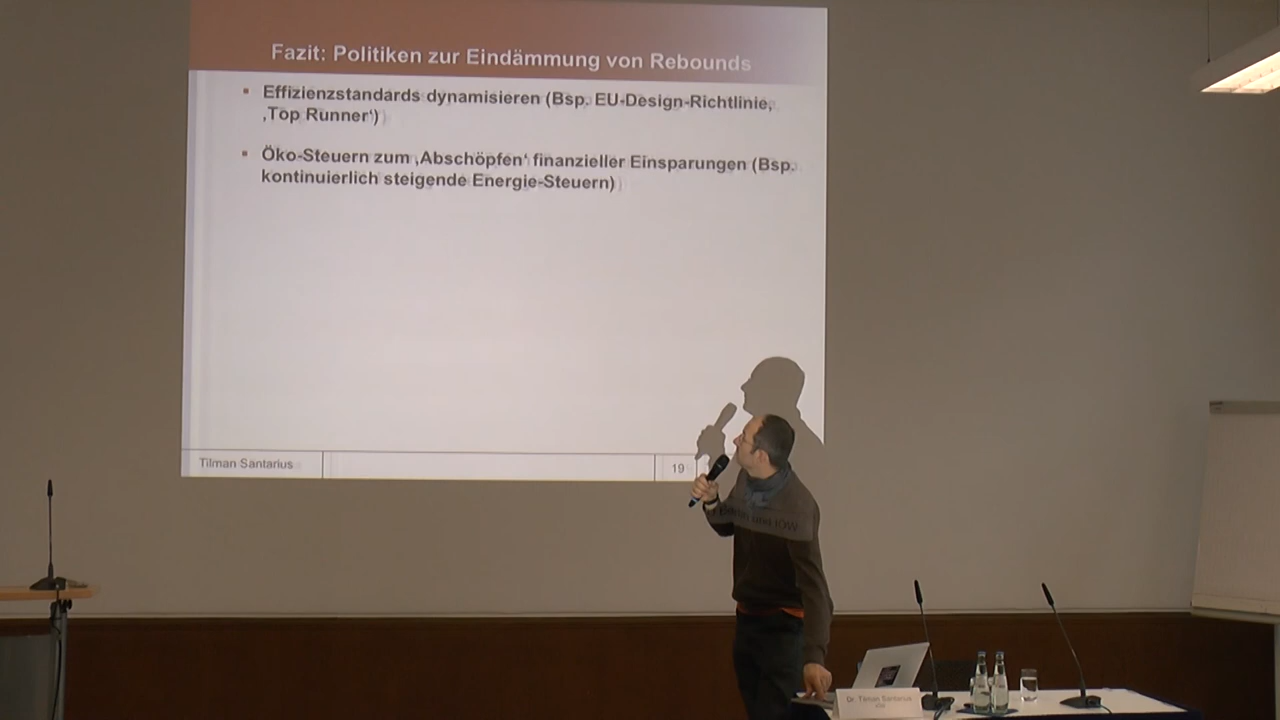 Fazit: Politiken zur Eindämmung von Rebounds
▪ Effizienzstandards dynamisieren (Bsp. EU-Design-Richtlinie,
‚Top Runner')
▪ Öko-Steuern zum ‚Abschöpfen' finanzieller Einsparungen (Bsp.
kontinuierlich steigende Energie-Steuern)
Tilman Santarius
19
IÖW
Dr. Tilman Santarius